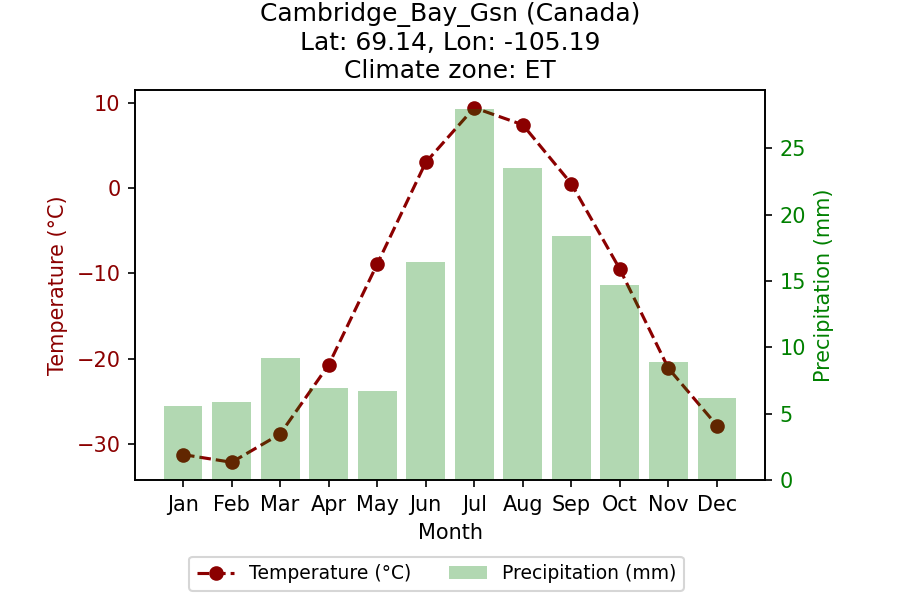 Cambridge_Bay_Gsn (Canada)
Lat: 69.14, Lon: -105.19
Climate zone: ET
Temperature (°C)
10
0
−10
−20
−30
25
20
15
10
5
0
Precipitation (mm)
Jan Feb Mar Apr May Jun Jul Aug Sep Oct Nov Dec
Month
Temperature (°C) Precipitation (mm)